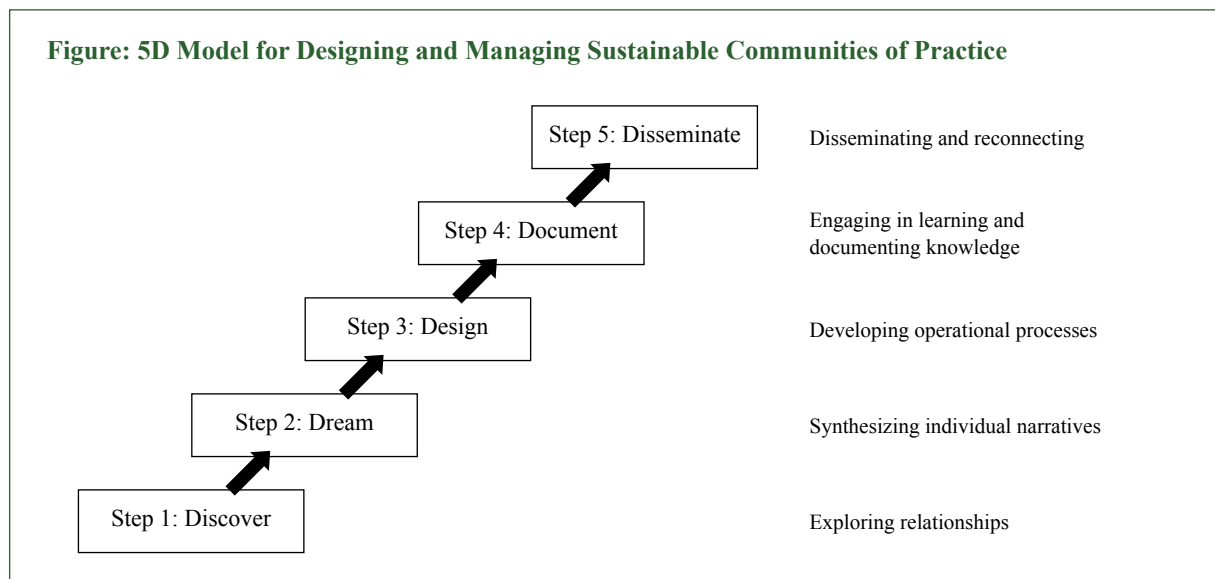 Figure: 5D Model for Designing and Managing Sustainable Communities of Practice
Step 5: Disseminate
Disseminating and reconnecting
Step 4: Document
Engaging in learning and
documenting knowledge
Step 3: Design
Developing operational processes
Step 2: Dream
Synthesizing individual narratives
Step 1: Discover
Exploring relationships